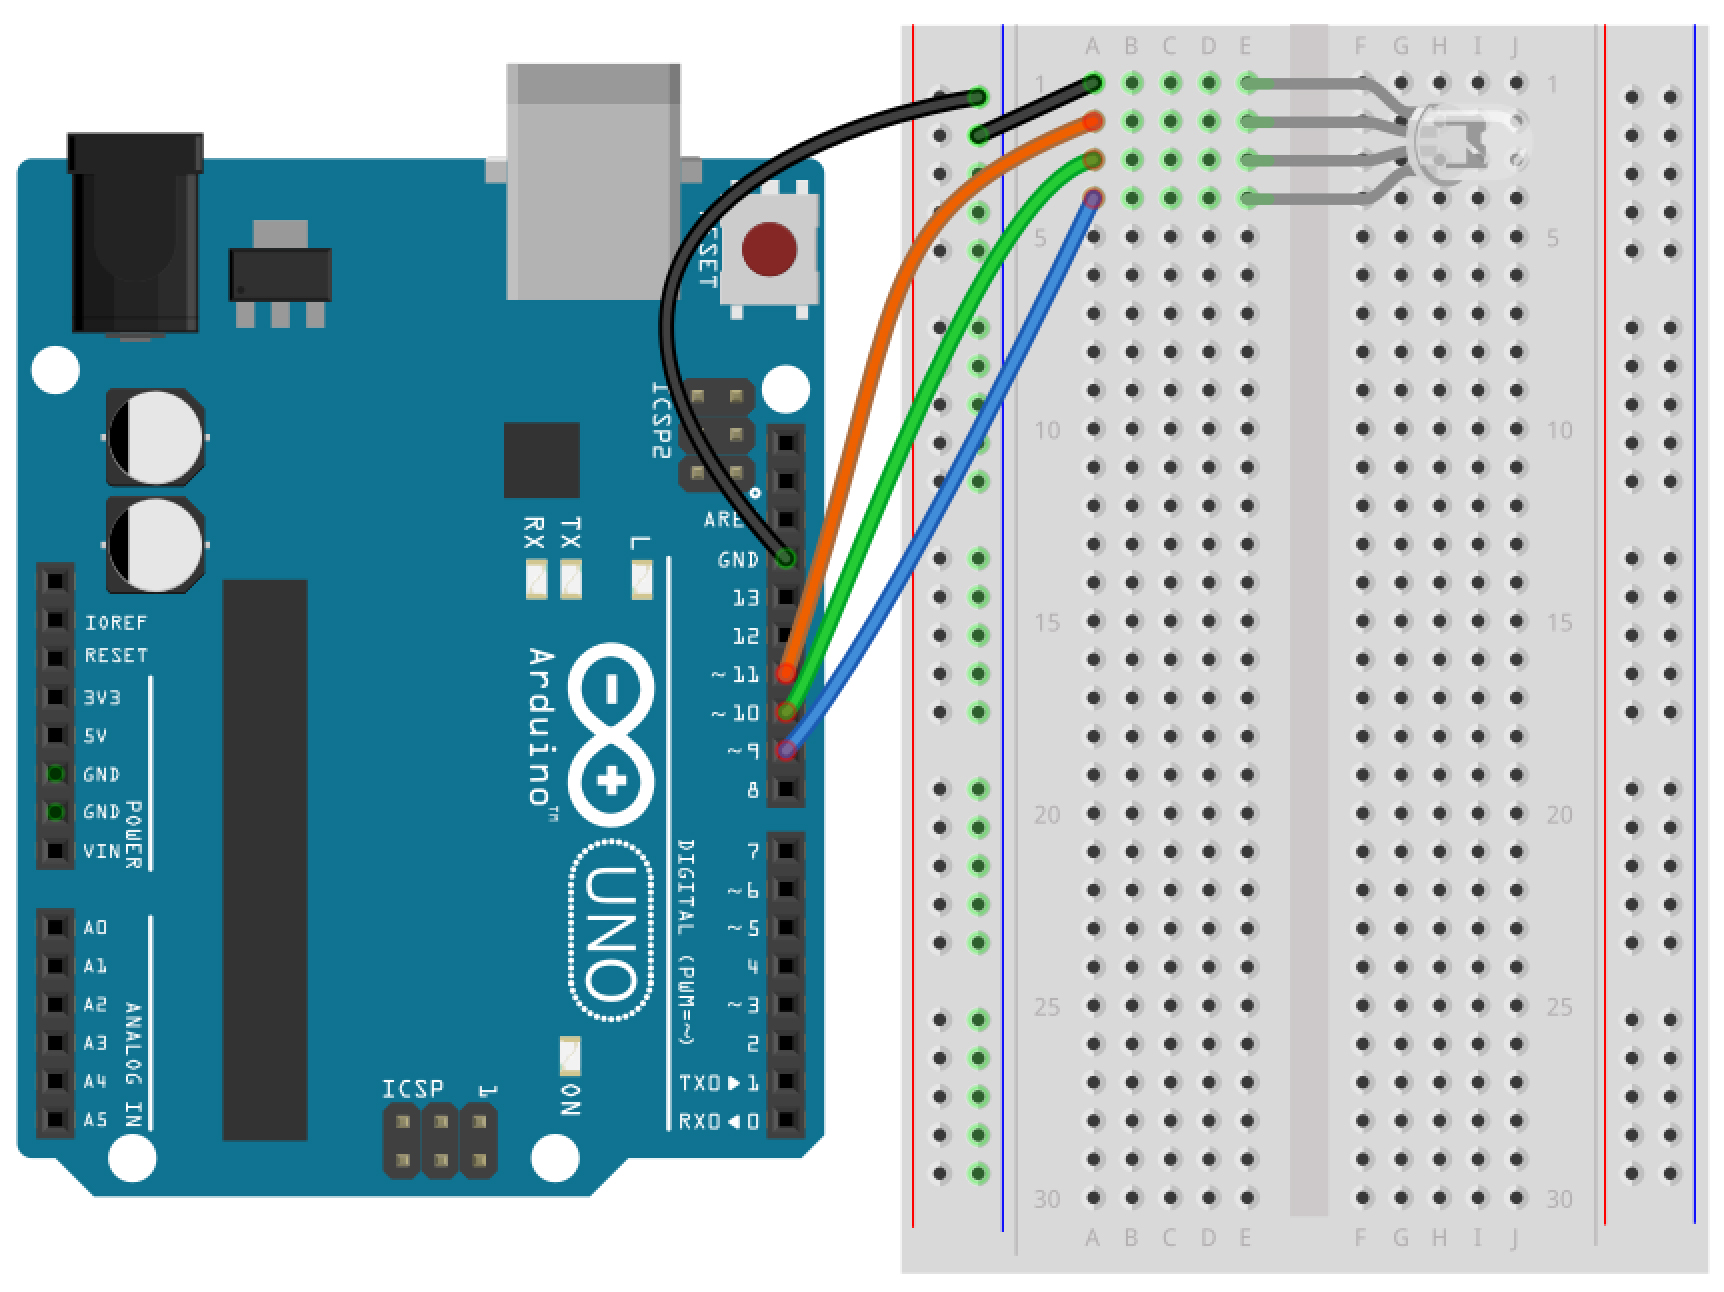 A B C D E F G H I J
1 1
5 5
10 10
15 15
20 20
25 25
30 30
A B C D E F G H I J
ICSP2
AREF
GND
13
12
~11
~10
~9
8
7
~6
~5
4
~3
2
TX0▶1
RX0◀0
DIGITAL (PWM=~)
RX
TX
L
Arduino™
UNO
ON
ICSP
1
IOREF
RESET
3V3
5V
GND
GND
VIN
POWER
A0
A1
A2
A3
A4
A5
ANALOG IN